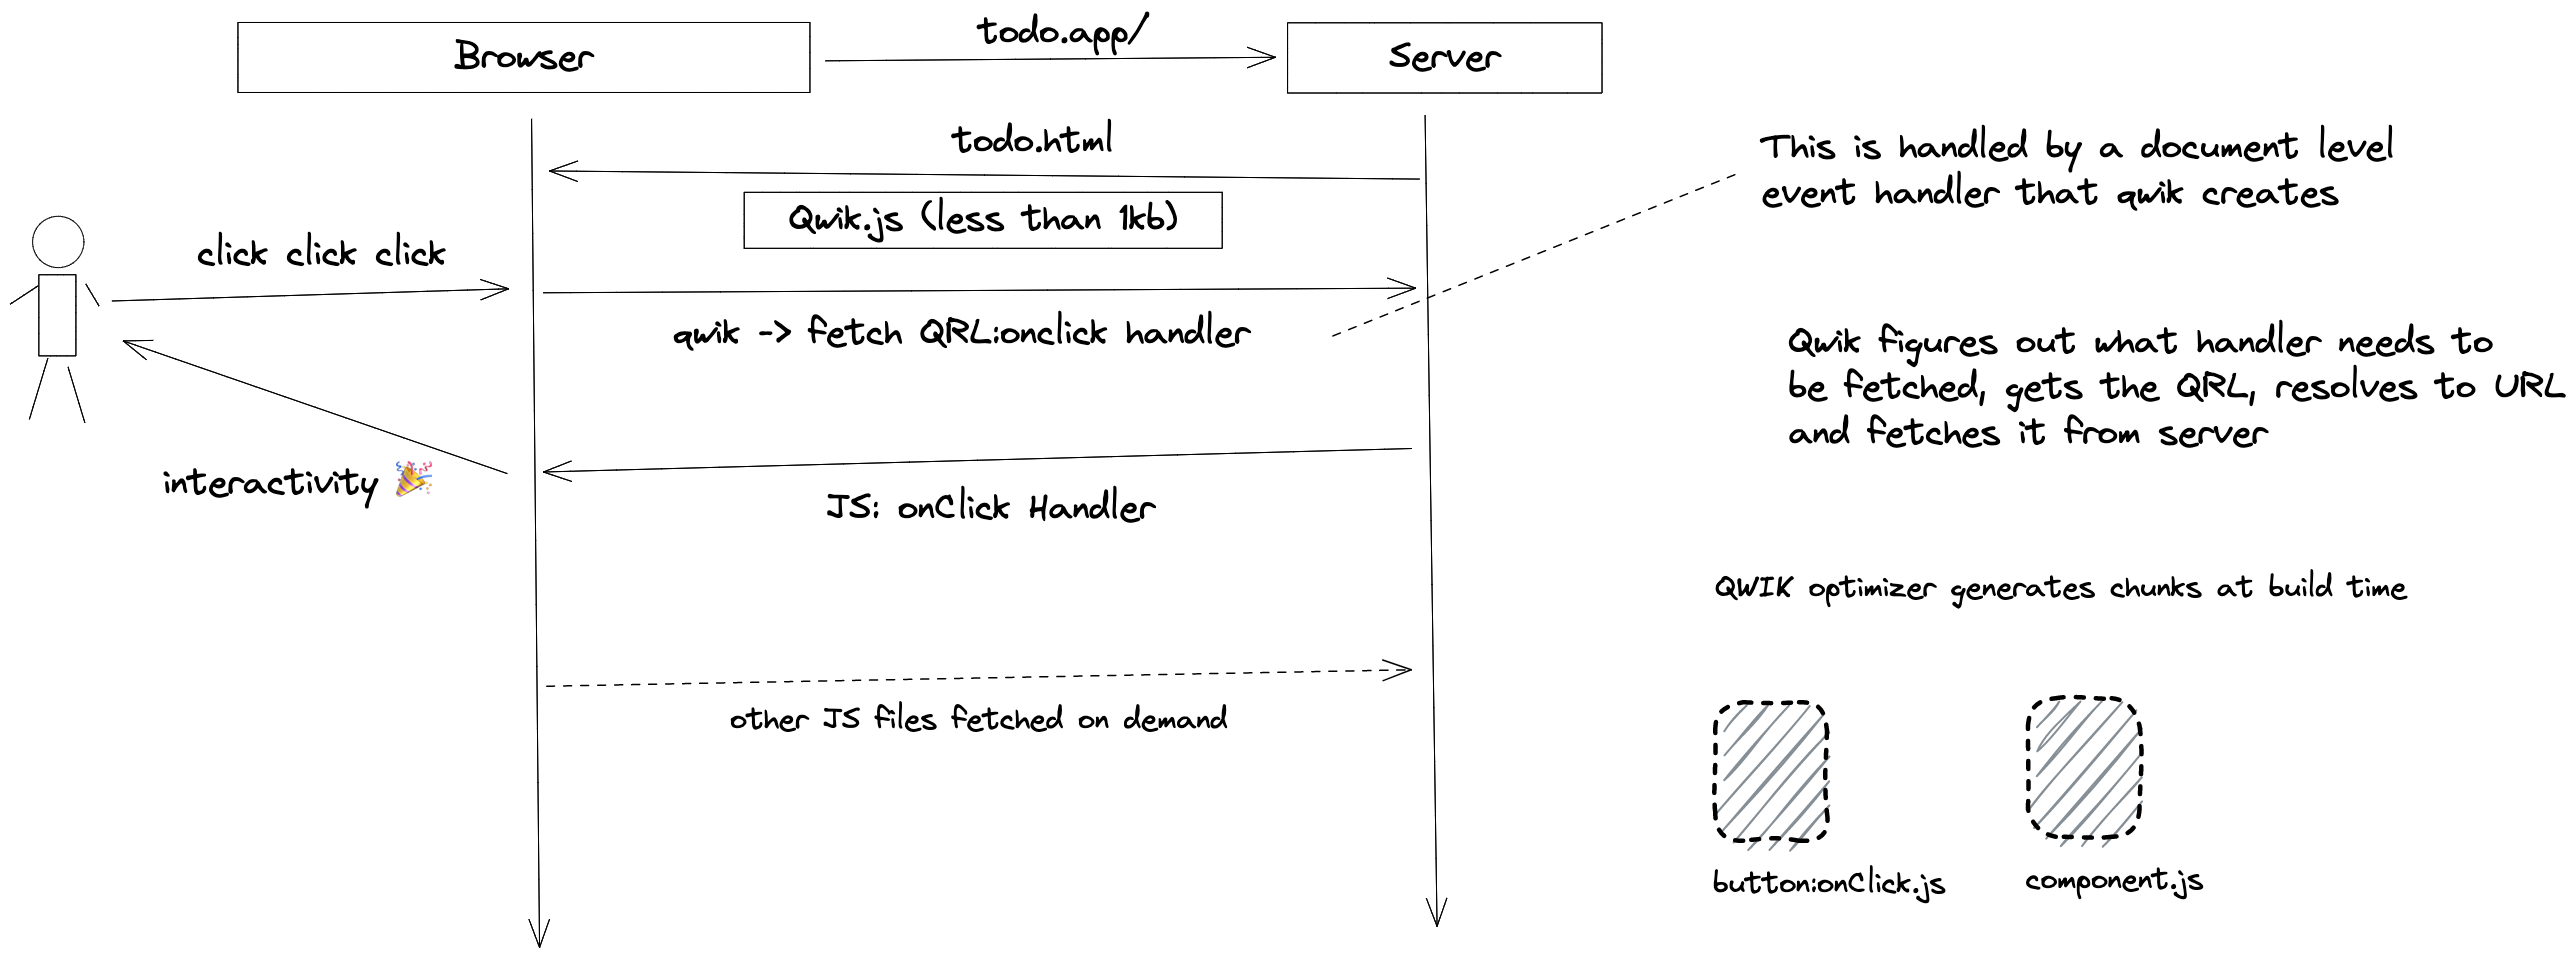 Browser
todo.app/
Server
todo.html
Qwik.js (less than 1kb)
This is handled by a document level
event handler that qwik creates
click click click
qwik -> fetch QRL:onclick handler
Qwik figures out what handler needs to
be fetched, gets the QRL, resolves to URL
and fetches it from server
interactivity 🎉
JS: onClick Handler
QWIK optimizer generates chunks at build time
other JS files fetched on demand
button:onClick.js
component.js